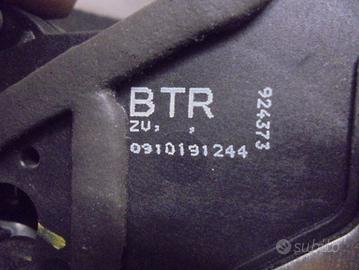 BTR
ZV, ,
0910191244
924373
subito